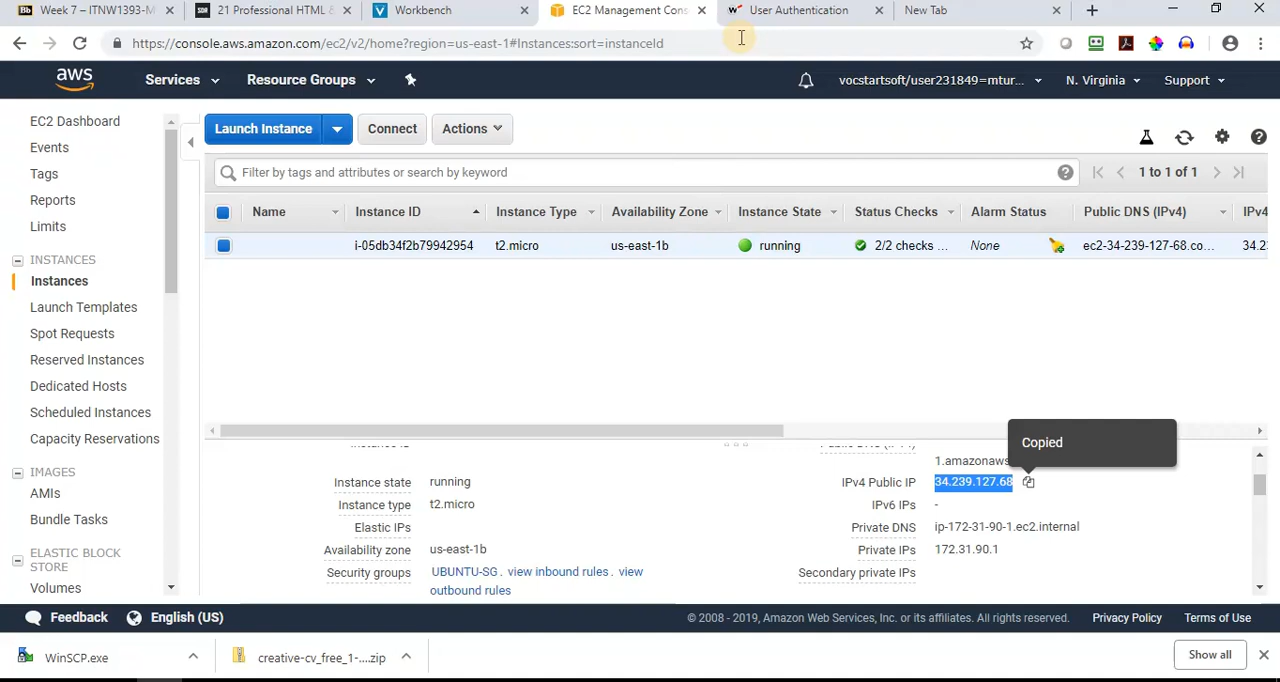 Week 7 – ITNW1393-M
21 Professional HTML &
Workbench
EC2 Management Cons
User Authentication
New Tab
https://console.aws.amazon.com/ec2/v2/home?region=us-east-1#Instances:sort=instanceId
aws
Services
Resource Groups
vocstartsoft/user231849=mtur...
N. Virginia
Support
EC2 Dashboard
Events
Tags
Reports
Limits
INSTANCES
Instances
Launch Templates
Spot Requests
Reserved Instances
Dedicated Hosts
Scheduled Instances
Capacity Reservations
IMAGES
AMIs
Bundle Tasks
ELASTIC BLOCK
STORE
Volumes
Launch Instance
Connect
Actions
Filter by tags and attributes or search by keyword
1 to 1 of 1
Name Instance ID Instance Type Availability Zone Instance State Status Checks Alarm Status Public DNS (IPv4) IPv4
i-05db34f2b79942954 t2.micro us-east-1b running 2/2 checks ... None ec2-34-239-127-68.co... 34.2
Copied
1.amazonaws
Instance state running
IPv4 Public IP 34.239.127.68
Instance type t2.micro
IPv6 IPs -
Elastic IPs
Private DNS ip-172-31-90-1.ec2.internal
Availability zone us-east-1b
Private IPs 172.31.90.1
Security groups UBUNTU-SG . view inbound rules . view
outbound rules
Secondary private IPs
Feedback
English (US)
© 2008 - 2019, Amazon Web Services, Inc. or its affiliates. All rights reserved.
Privacy Policy
Terms of Use
WinSCP.exe
creative-cv_free_1-....zip
Show all